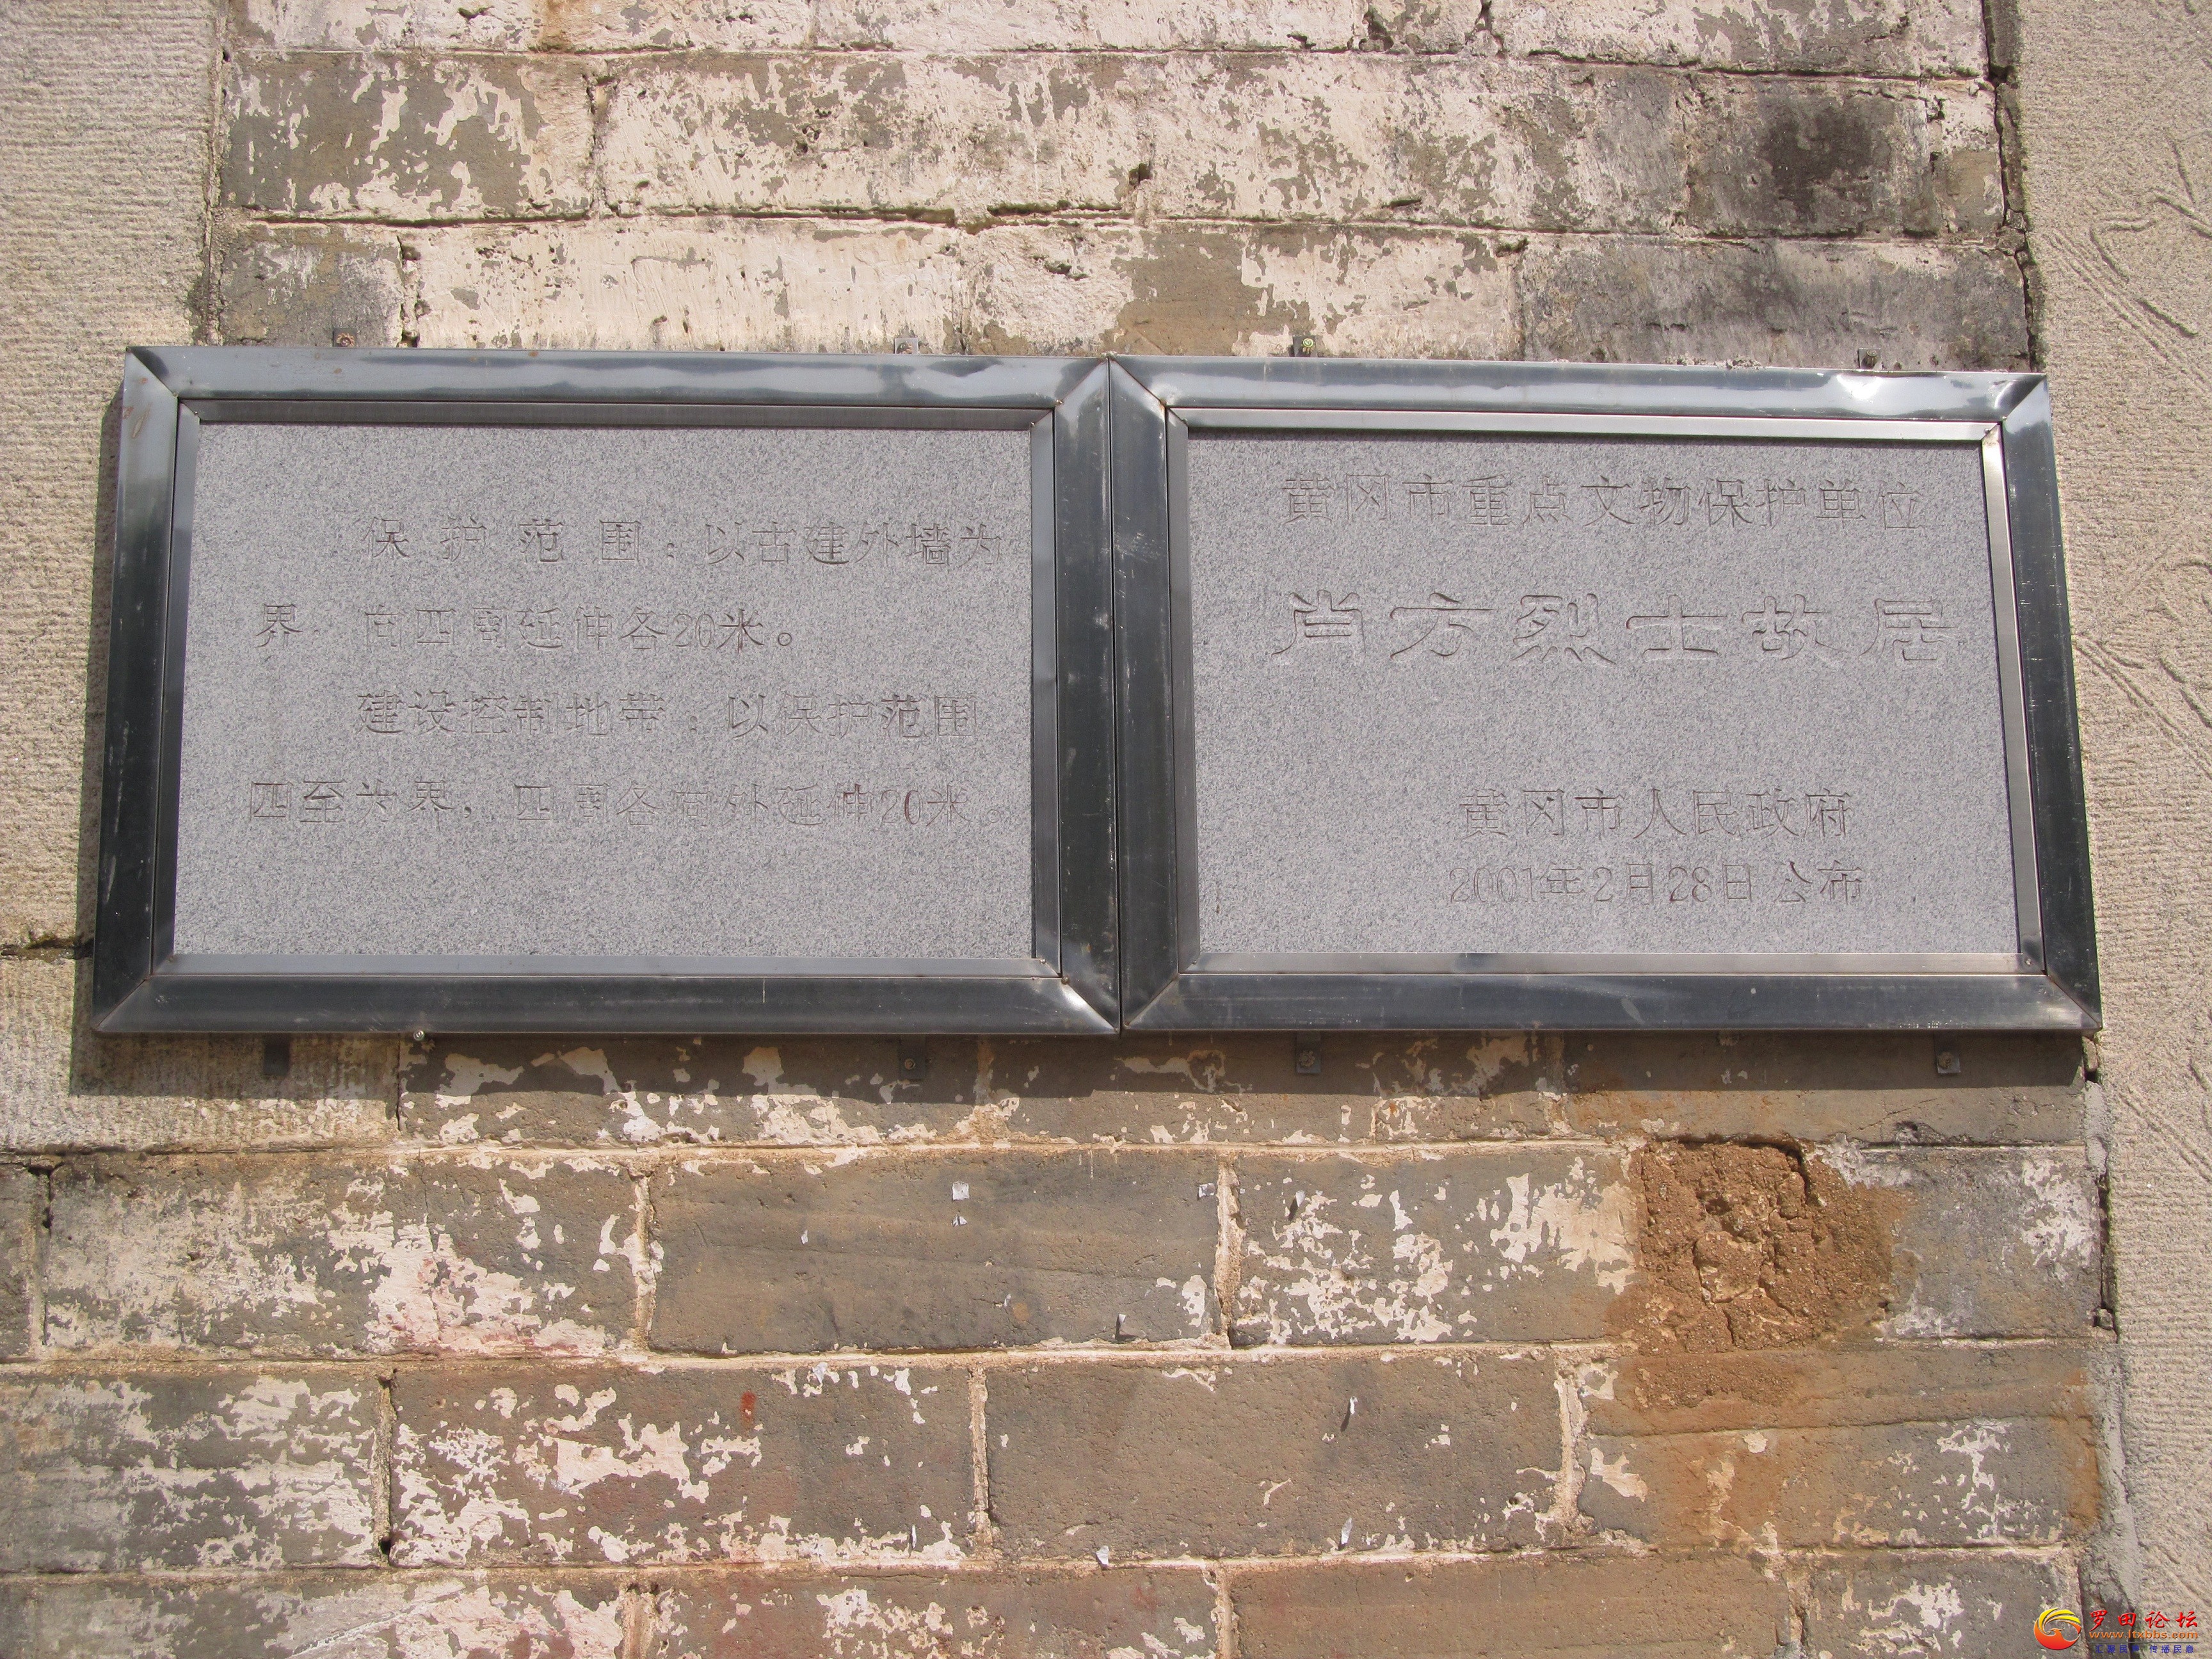 保护范围：以古建外墙为
界，向四周延伸各20米。
建设控制地带：以保护范围
四至为界，四周各向外延伸20米。
黄冈市重点文物保护单位
肖方烈士故居
黄冈市人民政府
2001年2月28日公布
罗田论坛